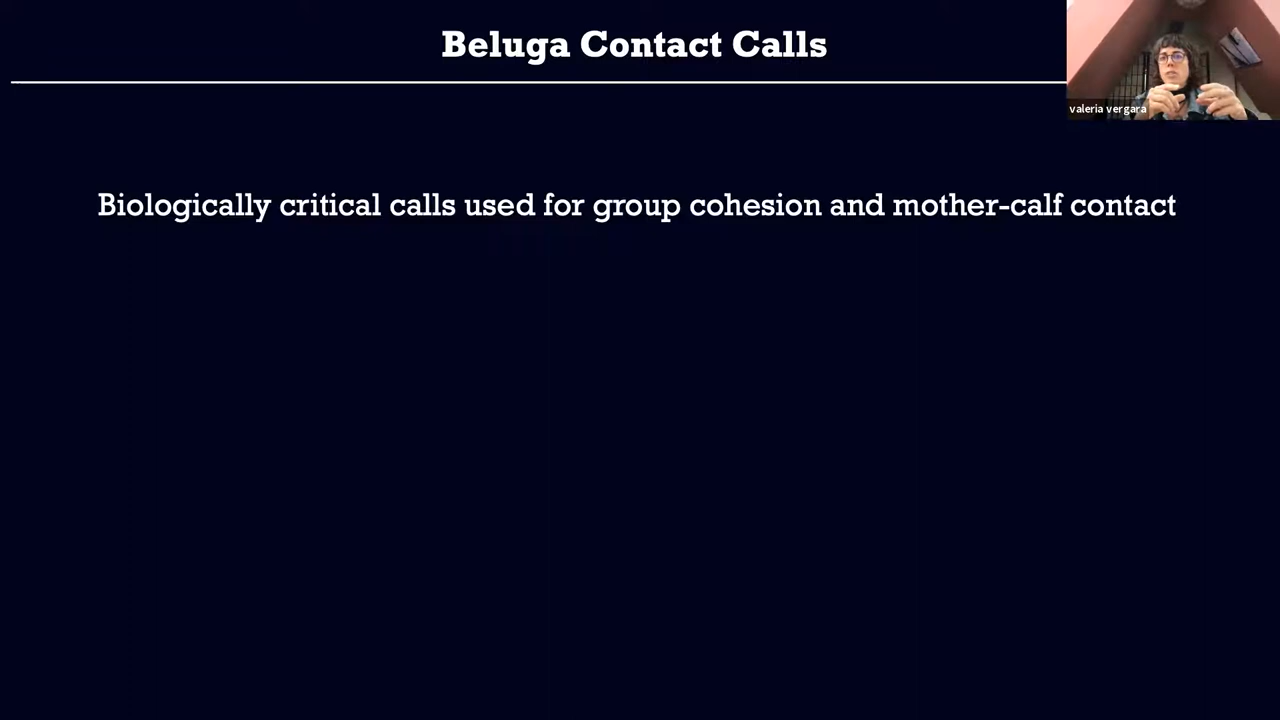 Beluga Contact Calls
valeria vergara
Biologically critical calls used for group cohesion and mother-calf contact